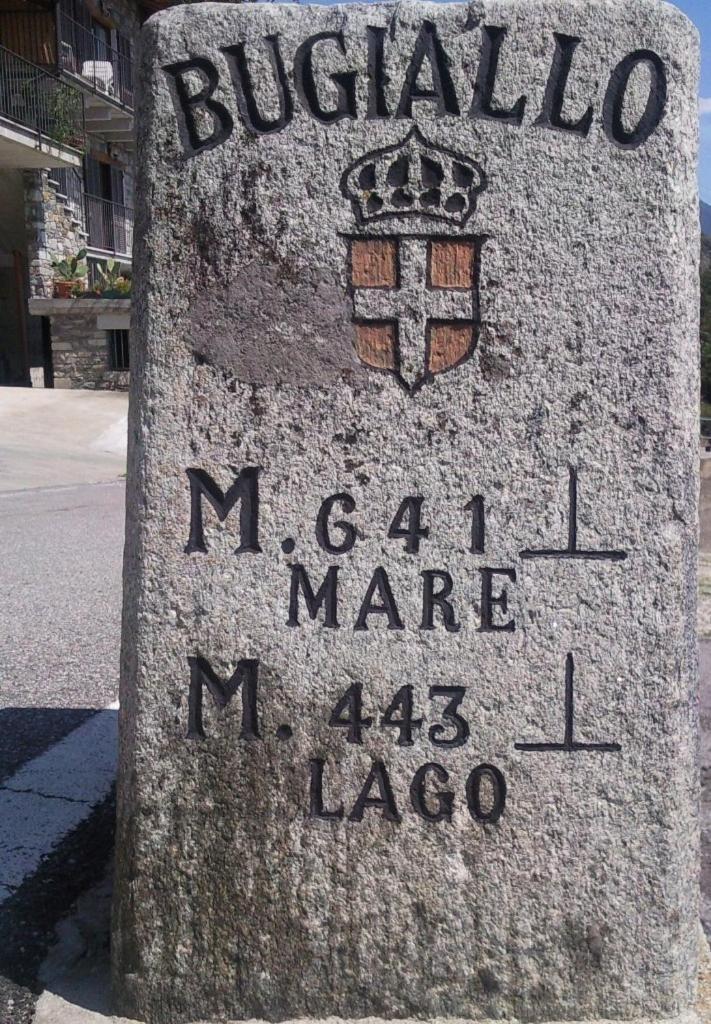 BUGIALLO
M. 641 ⊥
MARE
M. 443 ⊥
LAGO